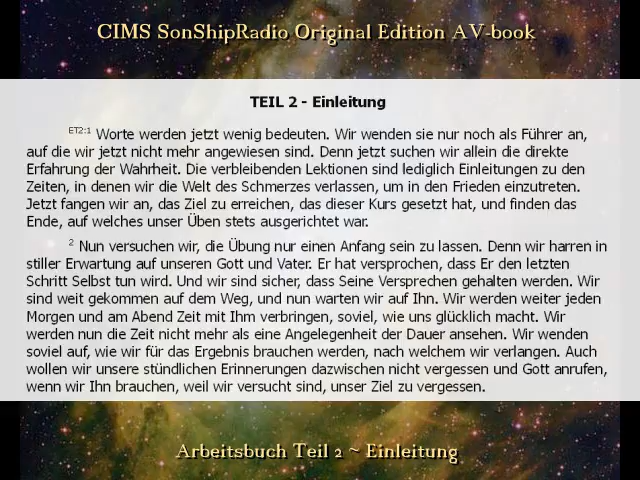 CIMS SonShipRadio Original Edition AV-book
TEIL 2 - Einleitung
ET2:1 Worte werden jetzt wenig bedeuten. Wir wenden sie nur noch als Führer an,
auf die wir jetzt nicht mehr angewiesen sind. Denn jetzt suchen wir allein die direkte
Erfahrung der Wahrheit. Die verbleibenden Lektionen sind lediglich Einleitungen zu den
Zeiten, in denen wir die Welt des Schmerzes verlassen, um in den Frieden einzutreten.
Jetzt fangen wir an, das Ziel zu erreichen, das dieser Kurs gesetzt hat, und finden das
Ende, auf welches unser Üben stets ausgerichtet war.
2 Nun versuchen wir, die Übung nur einen Anfang sein zu lassen. Denn wir harren in
stiller Erwartung auf unseren Gott und Vater. Er hat versprochen, dass Er den letzten
Schritt Selbst tun wird. Und wir sind sicher, dass Seine Versprechen gehalten werden. Wir
sind weit gekommen auf dem Weg, und nun warten wir auf Ihn. Wir werden weiter jeden
Morgen und am Abend Zeit mit Ihm verbringen, soviel, wie uns glücklich macht. Wir
werden nun die Zeit nicht mehr als eine Angelegenheit der Dauer ansehen. Wir wenden
soviel auf, wie wir für das Ergebnis brauchen werden, nach welchem wir verlangen. Auch
wollen wir unsere stündlichen Erinnerungen dazwischen nicht vergessen und Gott anrufen,
wenn wir Ihn brauchen, weil wir versucht sind, unser Ziel zu vergessen.
Arbeitsbuch Teil 2 ~ Einleitung